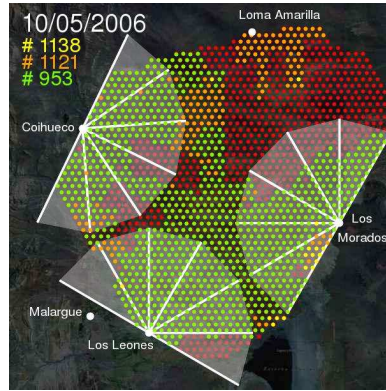 10/05/2006
# 1138
# 1121
# 953
Loma Amarilla
Coihueco
Los
Morados
Malargue
Los Leones